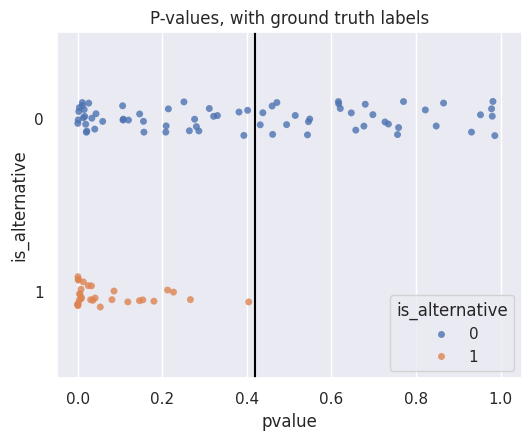 P-values, with ground truth labels
is_alternative
0
1
is_alternative
0
1
0.0 0.2 0.4 0.6 0.8 1.0
pvalue